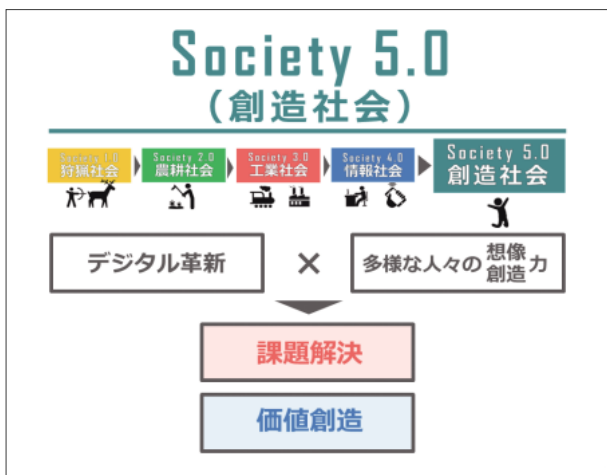 Society 5.0
（創造社会）
Society 1.0
狩猟社会
Society 2.0
農耕社会
Society 3.0
工業社会
Society 4.0
情報社会
Society 5.0
創造社会
デジタル革新
×
多様な人々の想像力
創造
課題解決
価値創造